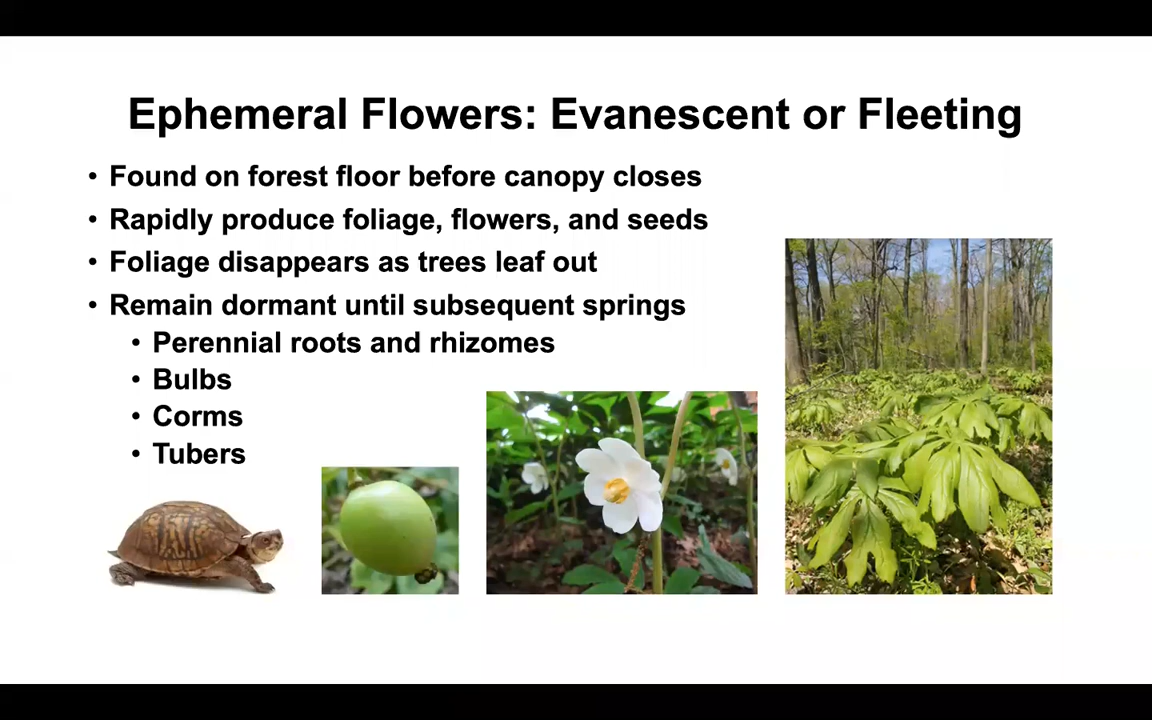 Ephemeral Flowers: Evanescent or Fleeting
• Found on forest floor before canopy closes
• Rapidly produce foliage, flowers, and seeds
• Foliage disappears as trees leaf out
• Remain dormant until subsequent springs
• Perennial roots and rhizomes
• Bulbs
• Corms
• Tubers